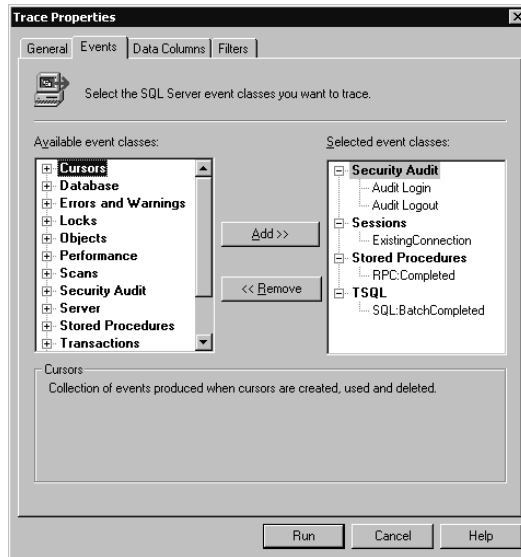 Trace Properties
General Events Data Columns Filters
Select the SQL Server event classes you want to trace.
Available event classes:
Cursors
Database
Errors and Warnings
Locks
Objects
Performance
Scans
Security Audit
Server
Stored Procedures
Transactions
Add >>
<< Remove
Selected event classes:
Security Audit
Audit Login
Audit Logout
Sessions
ExistingConnection
Stored Procedures
RPC:Completed
TSQL
SQL:BatchCompleted
Cursors
Collection of events produced when cursors are created, used and deleted.
Run Cancel Help